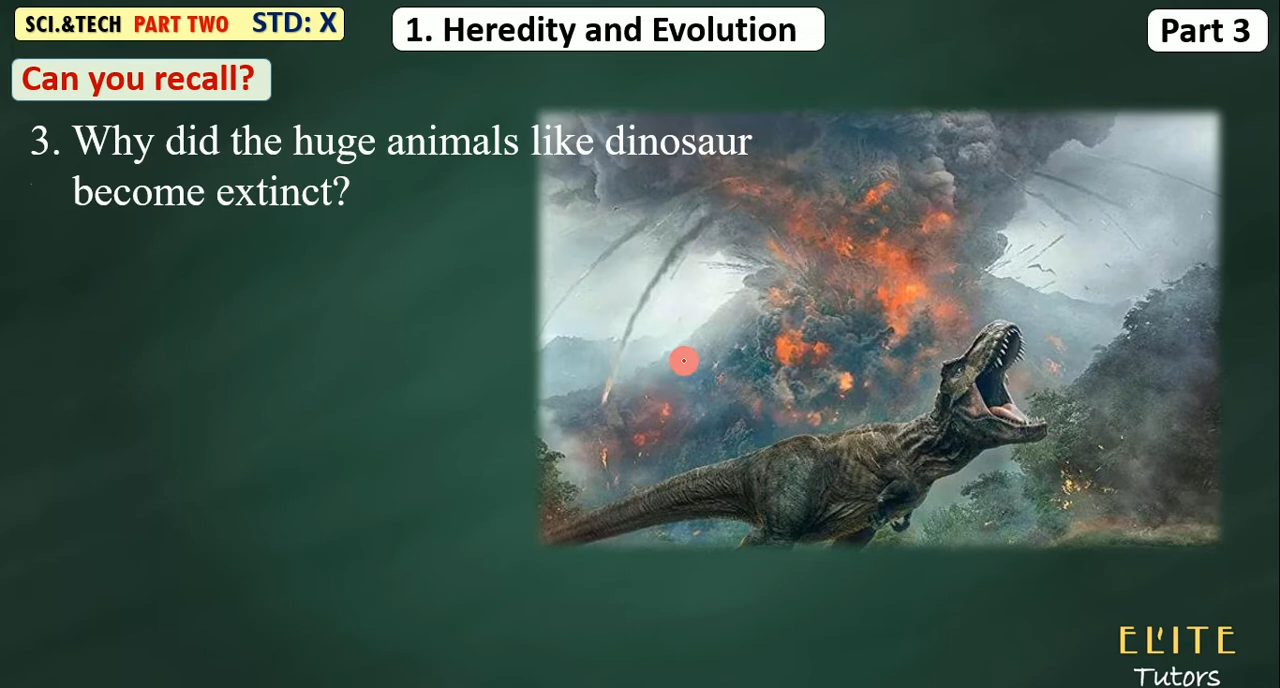 SCI.&TECH PART TWO STD: X
1. Heredity and Evolution
Part 3
Can you recall?
3. Why did the huge animals like dinosaur
become extinct?
ELITE
Tutors